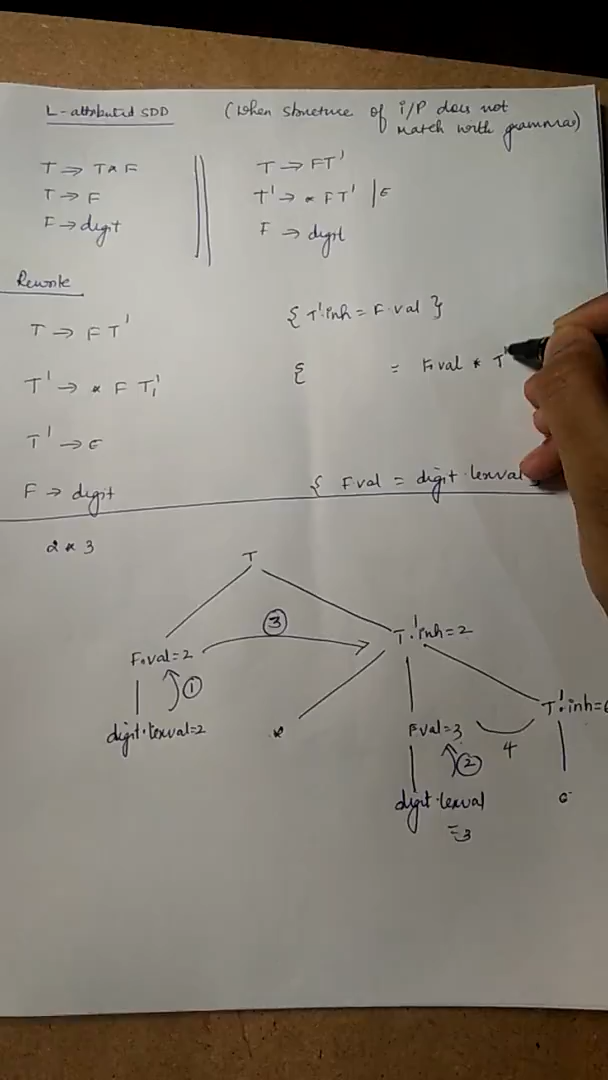 L-attributed SDD (When structure of i/P does not
match with grammar)
T → T * F T → FT'
T → F T' → * FT' | ε
F → digit F → digit
Rewrite
T → F T' { T'.inh = F.val }
T' → * F T₁' { = F.val * T'
T' → ε
F → digit { F.val = digit.lexval }
2 * 3
T
③
T'.inh=2
F.val=2
①
T'.inh=6
digit.lexval=2 * F.val=3
4
②
digit.lexval ε
=3